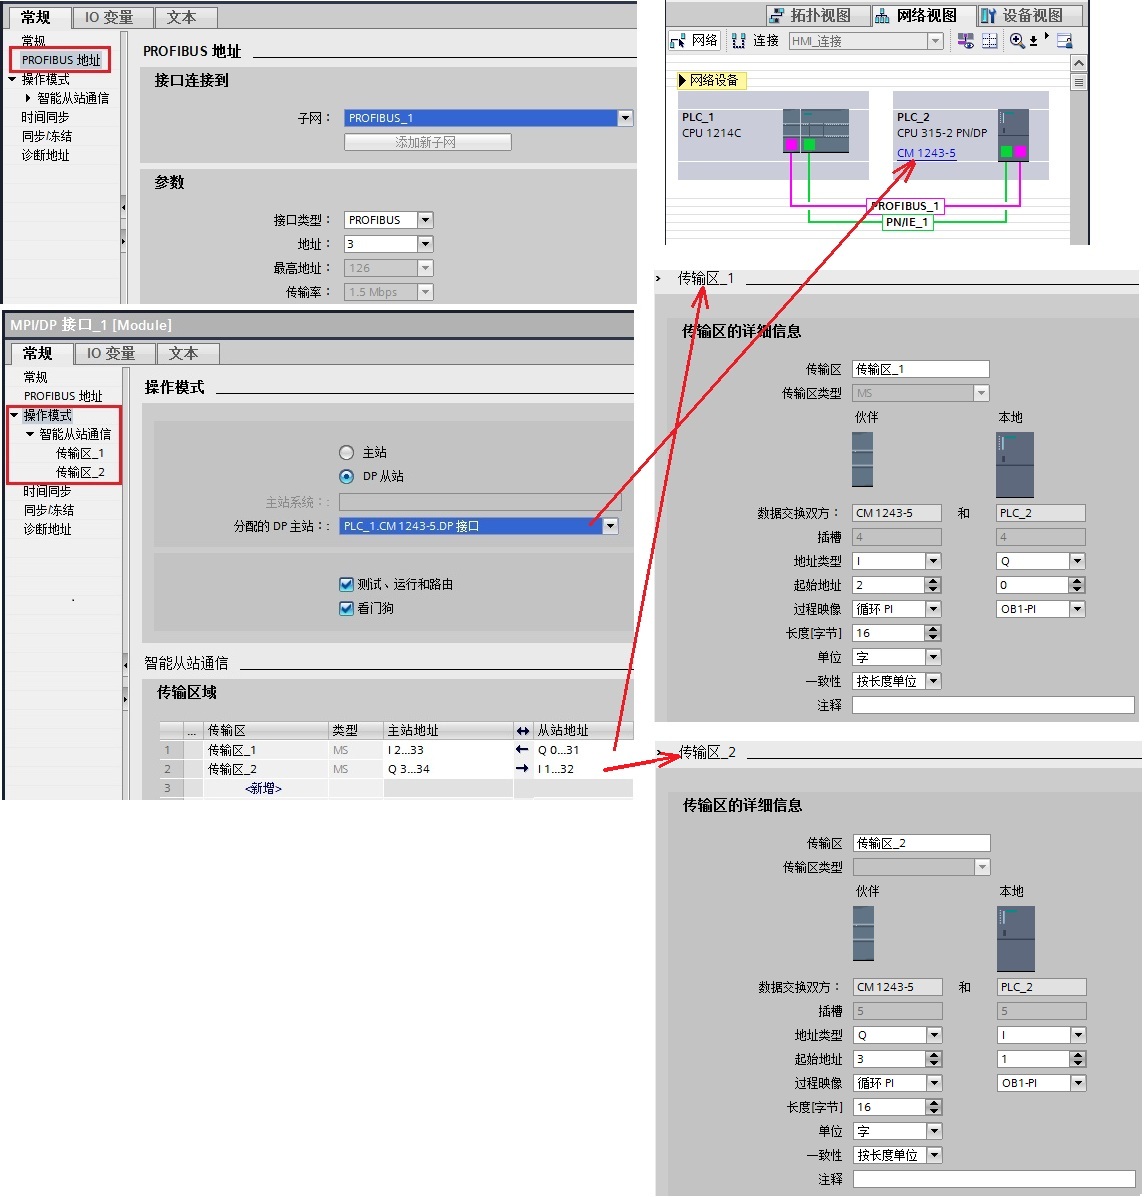 常规
IO 变量
文本
常规
PROFIBUS 地址
操作模式
智能从站通信
时间同步
同步/冻结
诊断地址
PROFIBUS 地址
接口连接到
子网：
PROFIBUS_1
添加新子网
参数
接口类型：
PROFIBUS
地址：
3
最高地址：
126
传输率：
1.5 Mbps
拓扑视图
网络视图
设备视图
网络
连接
HMI_连接
网络设备
PLC_1
CPU 1214C
PLC_2
CPU 315-2 PN/DP
CM 1243-5
PROFIBUS_1
PN/IE_1
MPI/DP 接口_1 [Module]
常规
IO 变量
文本
常规
PROFIBUS 地址
操作模式
智能从站通信
传输区_1
传输区_2
时间同步
同步/冻结
诊断地址
操作模式
主站
DP 从站
主站系统：:
分配的 DP 主站：:
PLC_1.CM 1243-5.DP 接口
测试、运行和路由
看门狗
智能从站通信
传输区域
... 传输区 类型 主站地址 ↔ 从站地址
1 传输区_1 MS I 2...33 ← Q 0...31
2 传输区_2 MS Q 3...34 → I 1...32
3 <新增>
传输区_1
传输区的详细信息
传输区 传输区_1
传输区类型 MS
伙伴 本地
数据交换双方： CM 1243-5 和 PLC_2
插槽 4 4
地址类型 I Q
起始地址 2 0
过程映像 循环 PI OB1-PI
长度[字节] 16
单位 字
一致性 按长度单位
注释
传输区_2
传输区的详细信息
传输区 传输区_2
传输区类型
伙伴 本地
数据交换双方： CM 1243-5 和 PLC_2
插槽 5 5
地址类型 Q I
起始地址 3 1
过程映像 循环 PI OB1-PI
长度[字节] 16
单位 字
一致性 按长度单位
注释